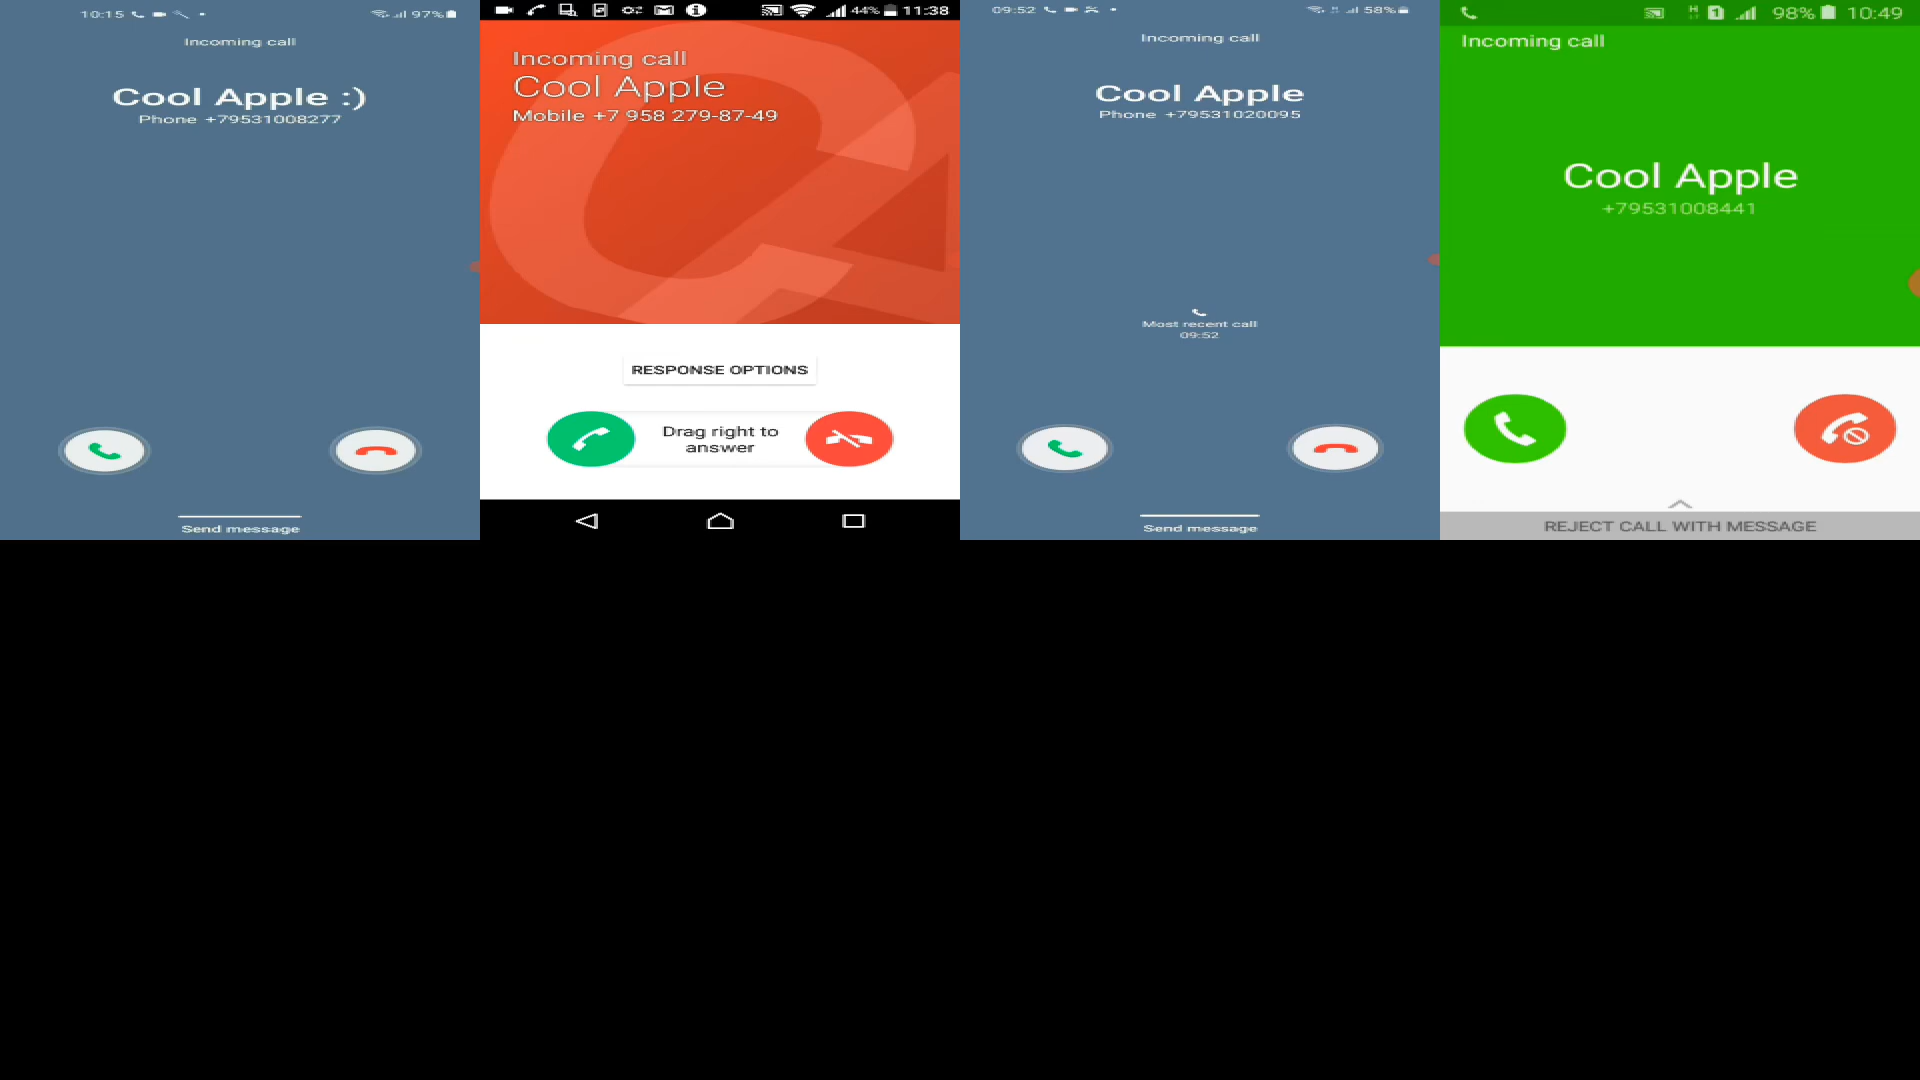 10:15
97%
Incoming call
Cool Apple :)
Phone +79531008277
Send message
44% 11:38
Incoming call
Cool Apple
Mobile +7 958 279-87-49
RESPONSE OPTIONS
Drag right to
answer
09:52
58%
Incoming call
Cool Apple
Phone +79531020095
Most recent call
09:52
Send message
1 98% 10:49
Incoming call
Cool Apple
+79531008441
REJECT CALL WITH MESSAGE